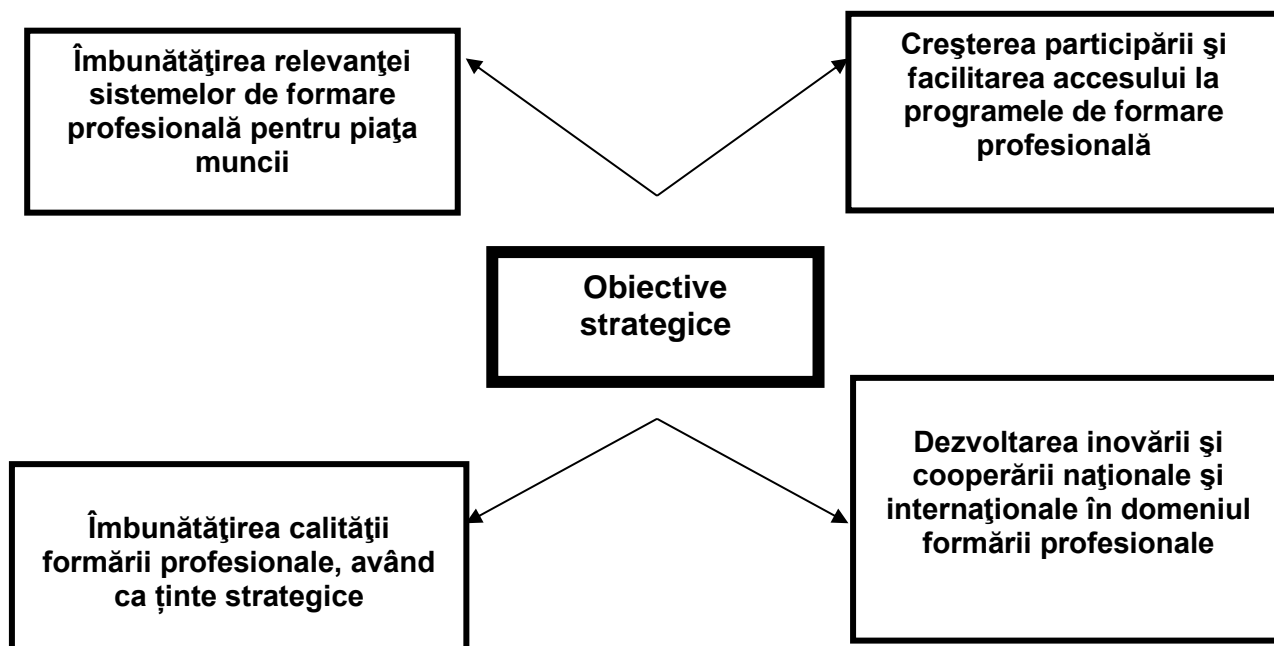 Îmbunătăţirea relevanţei
sistemelor de formare
profesională pentru piaţa
muncii
Creşterea participării şi
facilitarea accesului la
programele de formare
profesională
Obiective
strategice
Îmbunătăţirea calităţii
formării profesionale, având
ca ținte strategice
Dezvoltarea inovării şi
cooperării naţionale şi
internaţionale în domeniul
formării profesionale